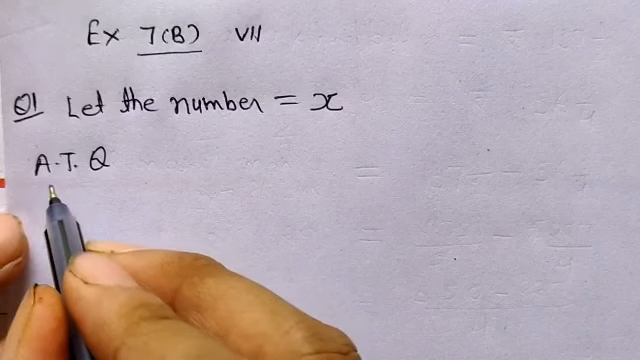 Ex 7(B) VII
Q1 Let the number = x
A.T. Q